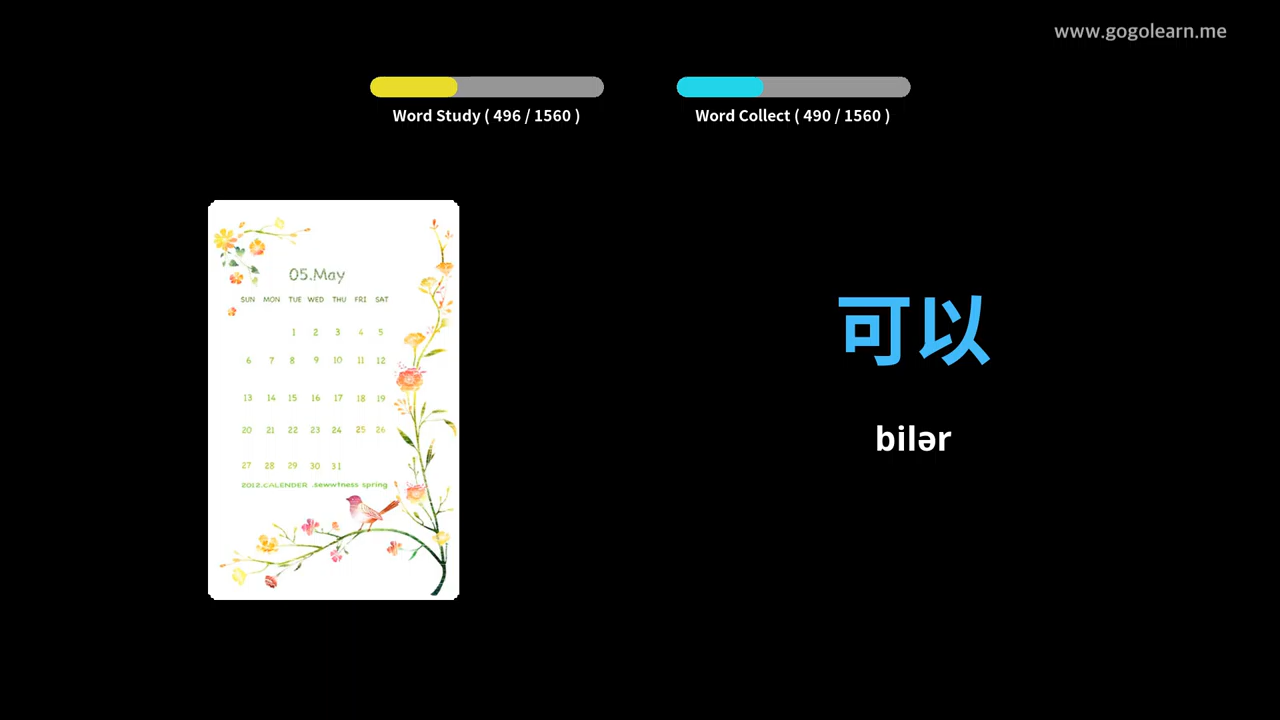 www.gogolearn.me
Word Study ( 496 / 1560 )
Word Collect ( 490 / 1560 )
05.May
SUN MON TUE WED THU FRI SAT
1 2 3 4 5
6 7 8 9 10 11 12
13 14 15 16 17 18 19
20 21 22 23 24 25 26
27 28 29 30 31
2012.CALENDER .sewwtness spring
可以
bilər